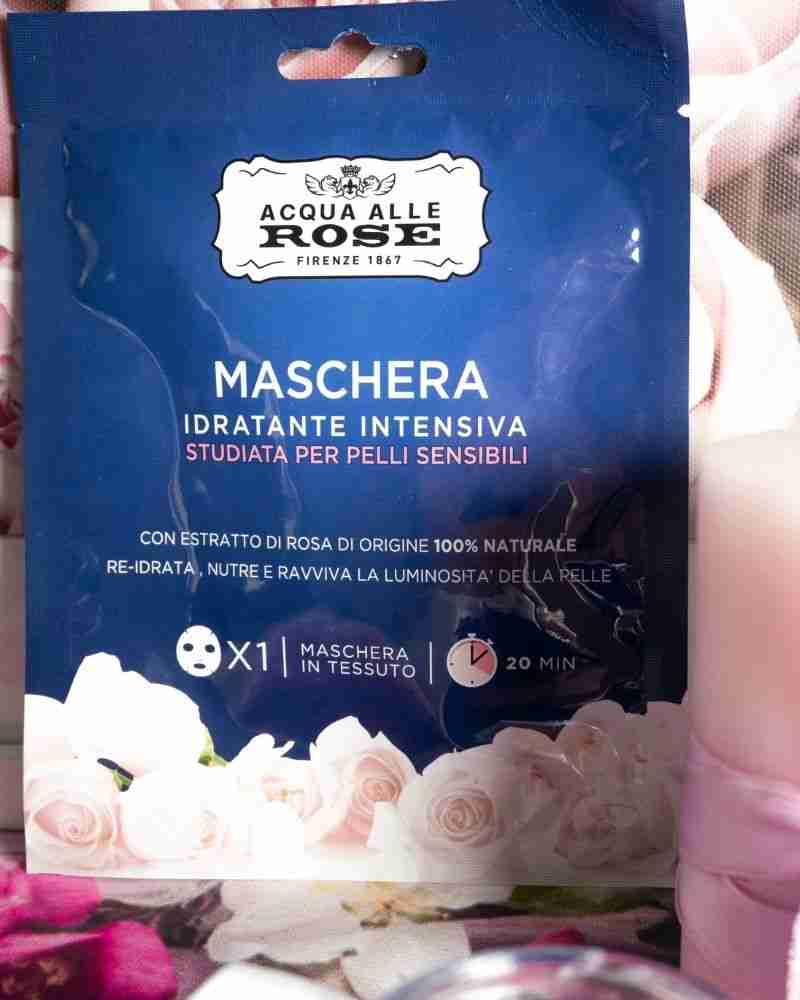 ACQUA ALLE
ROSE
FIRENZE 1867
MASCHERA
IDRATANTE INTENSIVA
STUDIATA PER PELLI SENSIBILI
CON ESTRATTO DI ROSA DI ORIGINE 100% NATURALE
RE-IDRATA , NUTRE E RAVVIVA LA LUMINOSITA' DELLA PELLE
X1 | MASCHERA
IN TESSUTO | 20 MIN